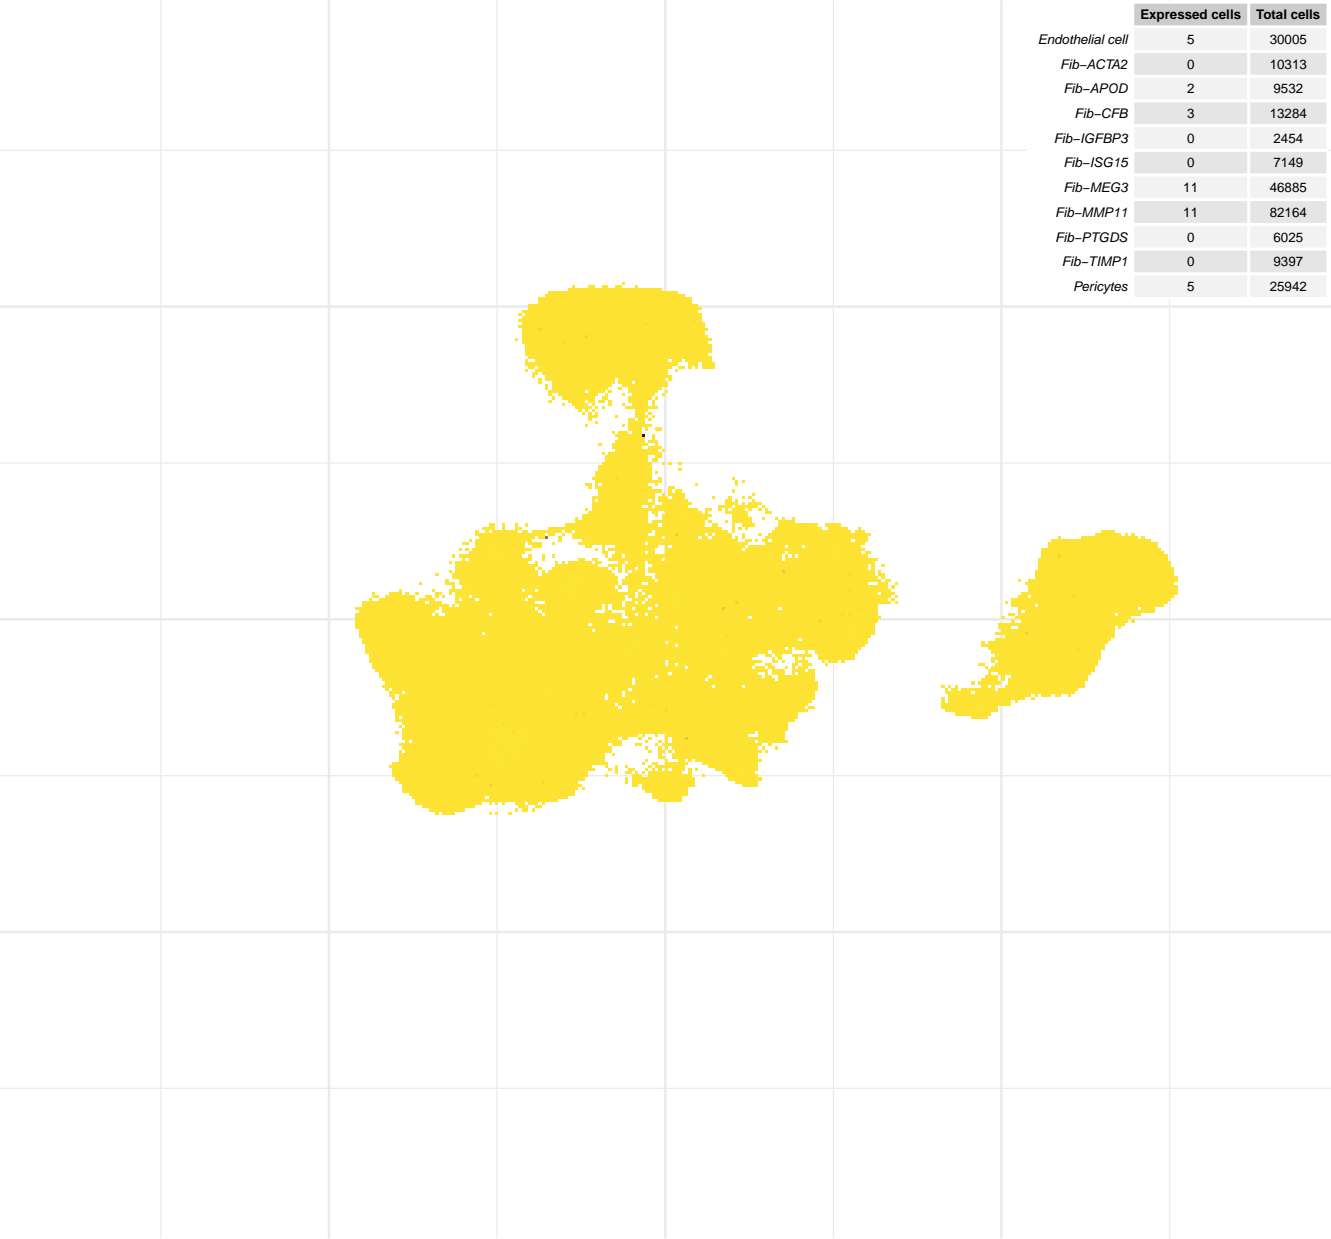 Expressed cells Total cells
Endothelial cell 5 30005
Fib−ACTA2 0 10313
Fib−APOD 2 9532
Fib−CFB 3 13284
Fib−IGFBP3 0 2454
Fib−ISG15 0 7149
Fib−MEG3 11 46885
Fib−MMP11 11 82164
Fib−PTGDS 0 6025
Fib−TIMP1 0 9397
Pericytes 5 25942